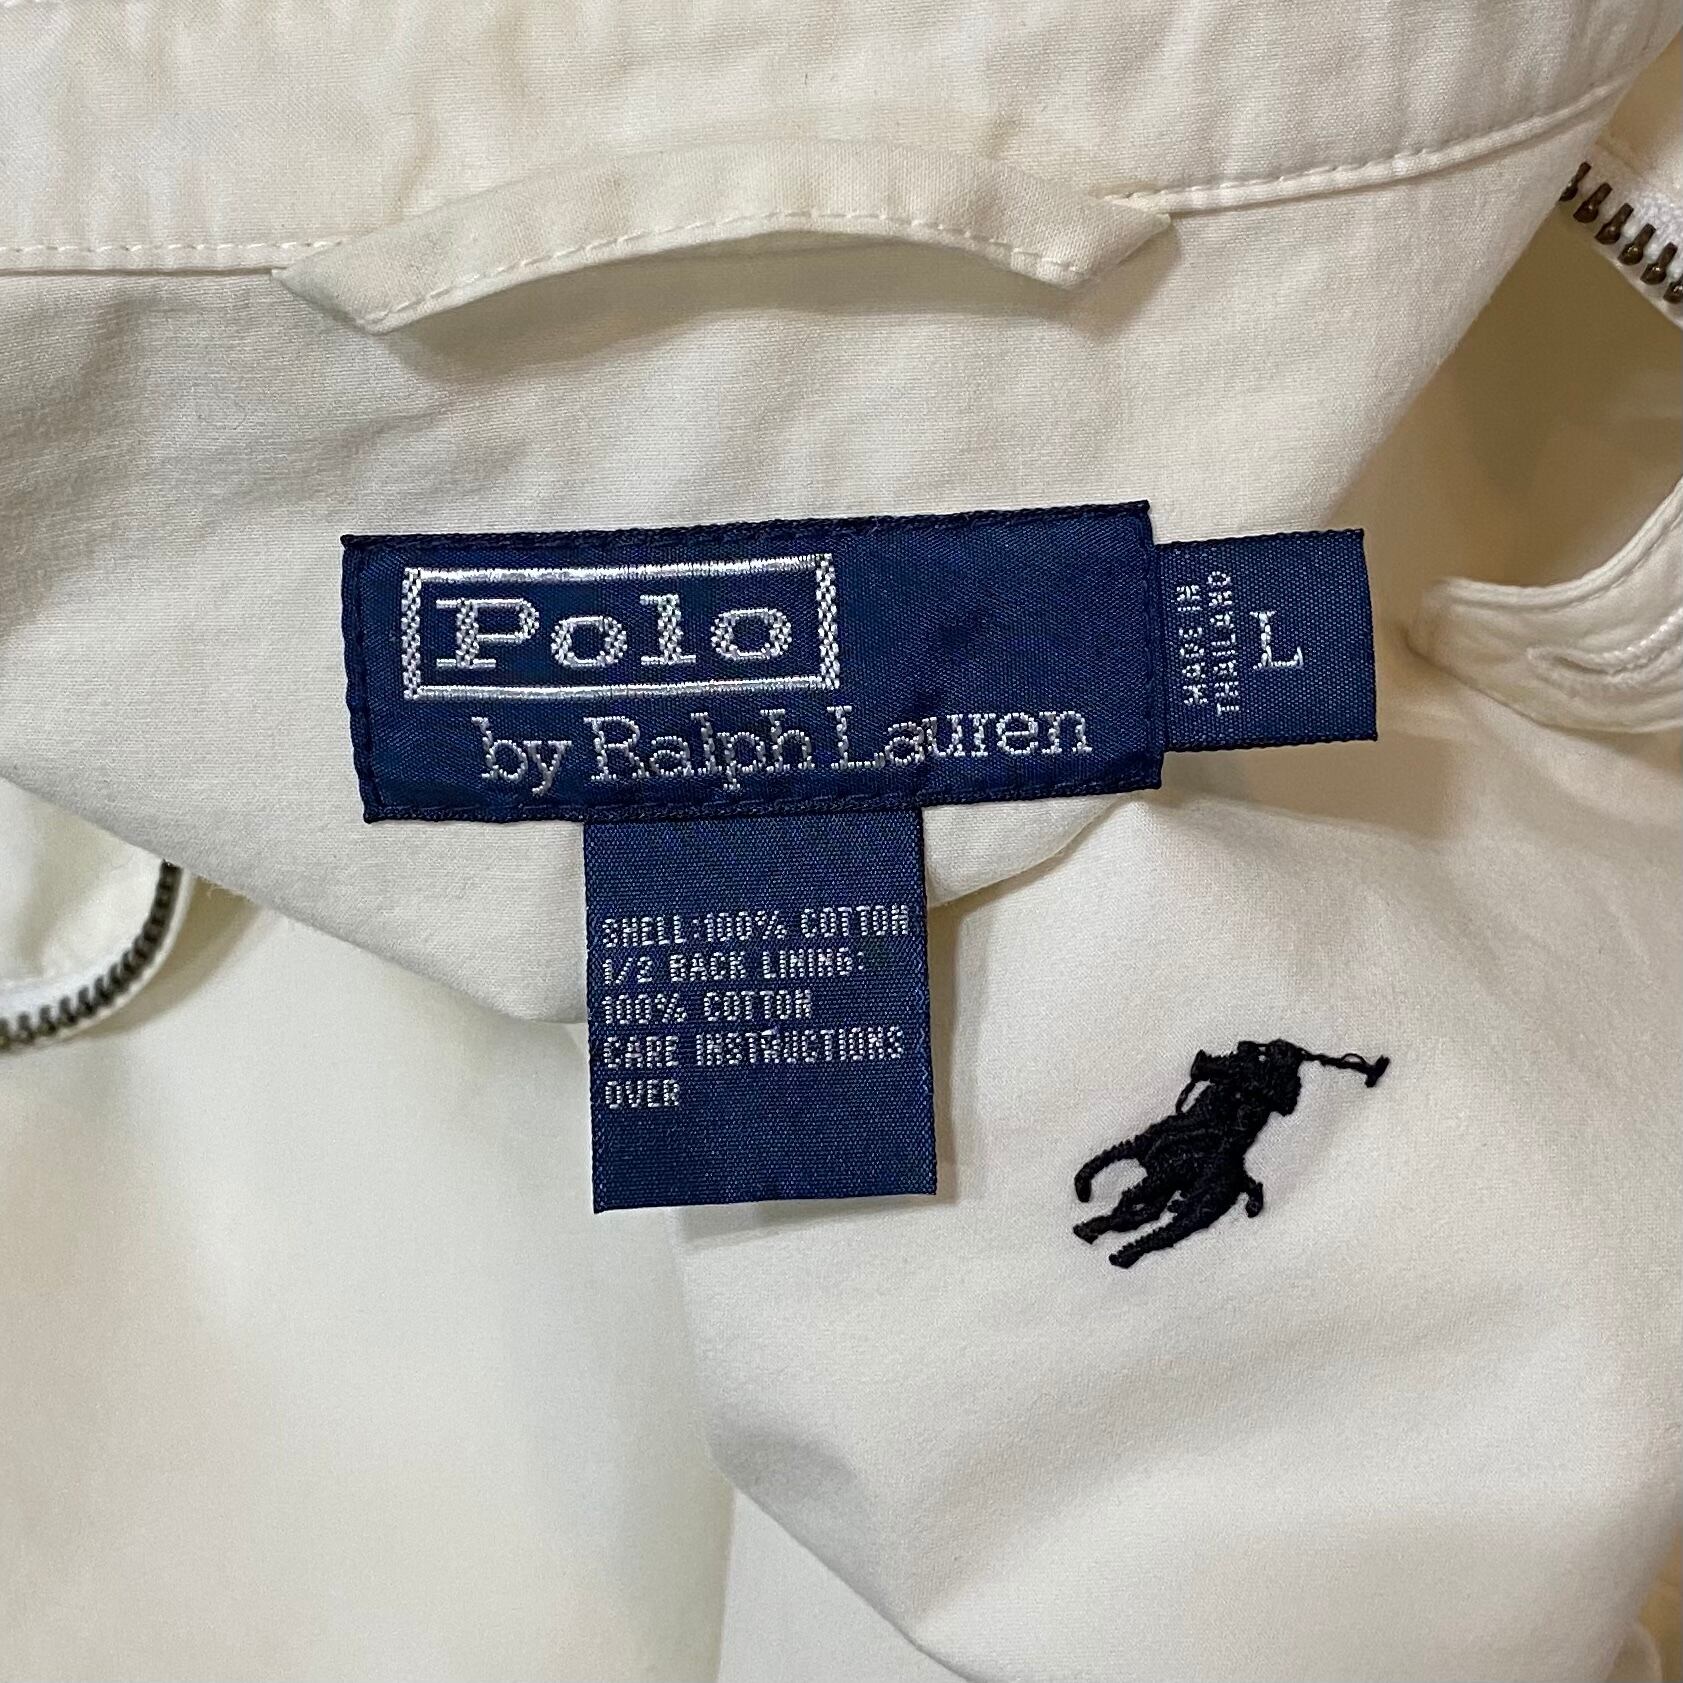 Polo
by Ralph Lauren
MADE IN
THAILAND
L
SHELL:100% COTTON
1/2 BACK LINING:
100% COTTON
CARE INSTRUCTIONS
OVER